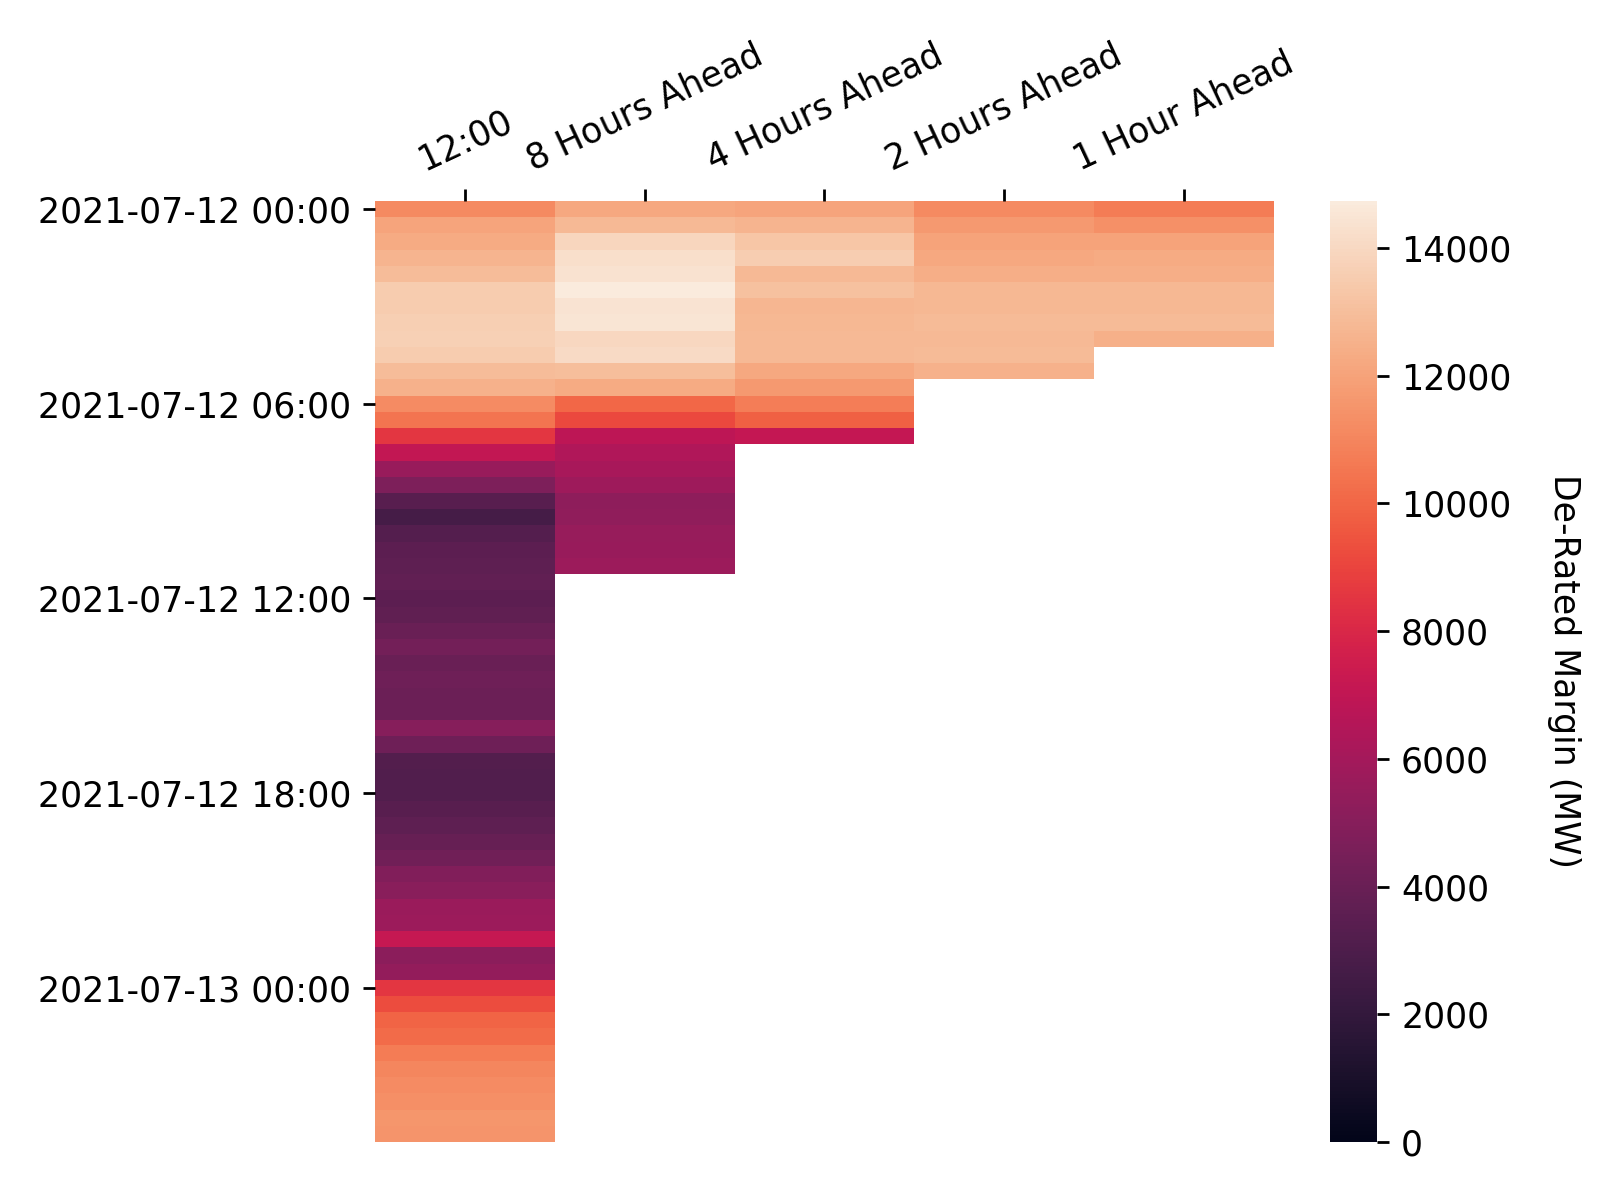 12:00
8 Hours Ahead
4 Hours Ahead
2 Hours Ahead
1 Hour Ahead
2021-07-12 00:00
2021-07-12 06:00
2021-07-12 12:00
2021-07-12 18:00
2021-07-13 00:00
14000
12000
10000
8000
6000
4000
2000
0
De-Rated Margin (MW)